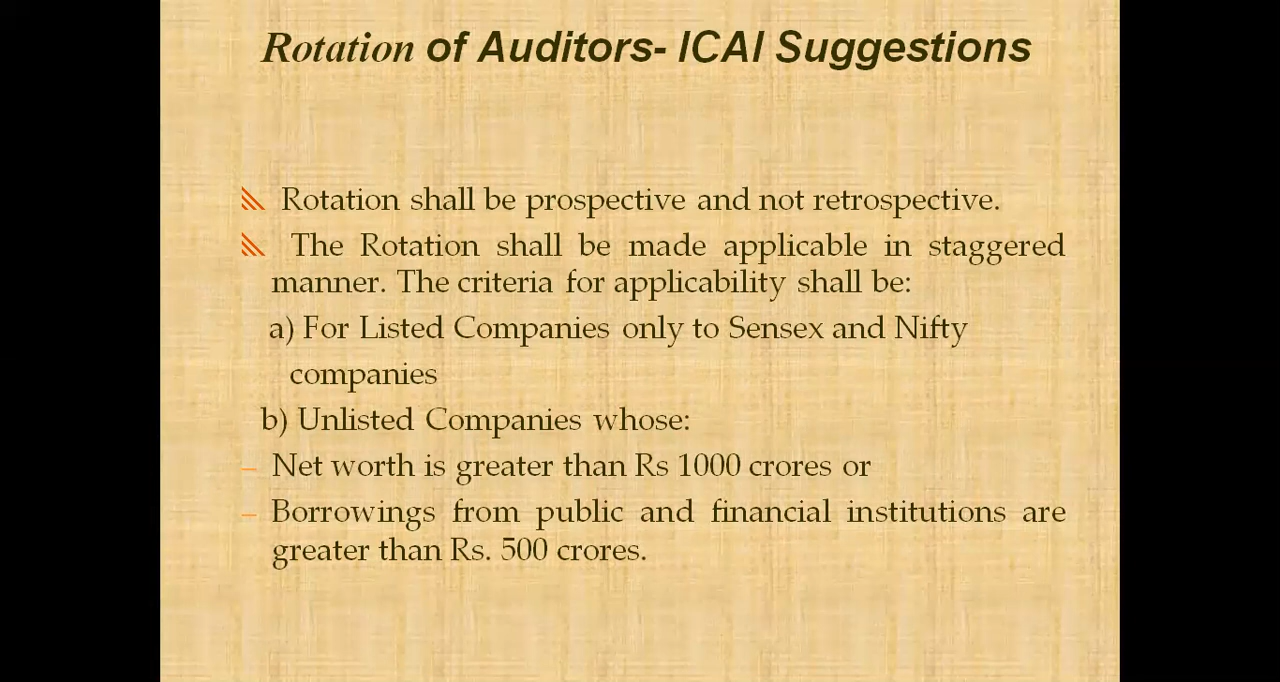 Rotation of Auditors- ICAI Suggestions
Rotation shall be prospective and not retrospective.
The Rotation shall be made applicable in staggered
manner. The criteria for applicability shall be:
a) For Listed Companies only to Sensex and Nifty
companies
b) Unlisted Companies whose:
– Net worth is greater than Rs 1000 crores or
– Borrowings from public and financial institutions are
greater than Rs. 500 crores.